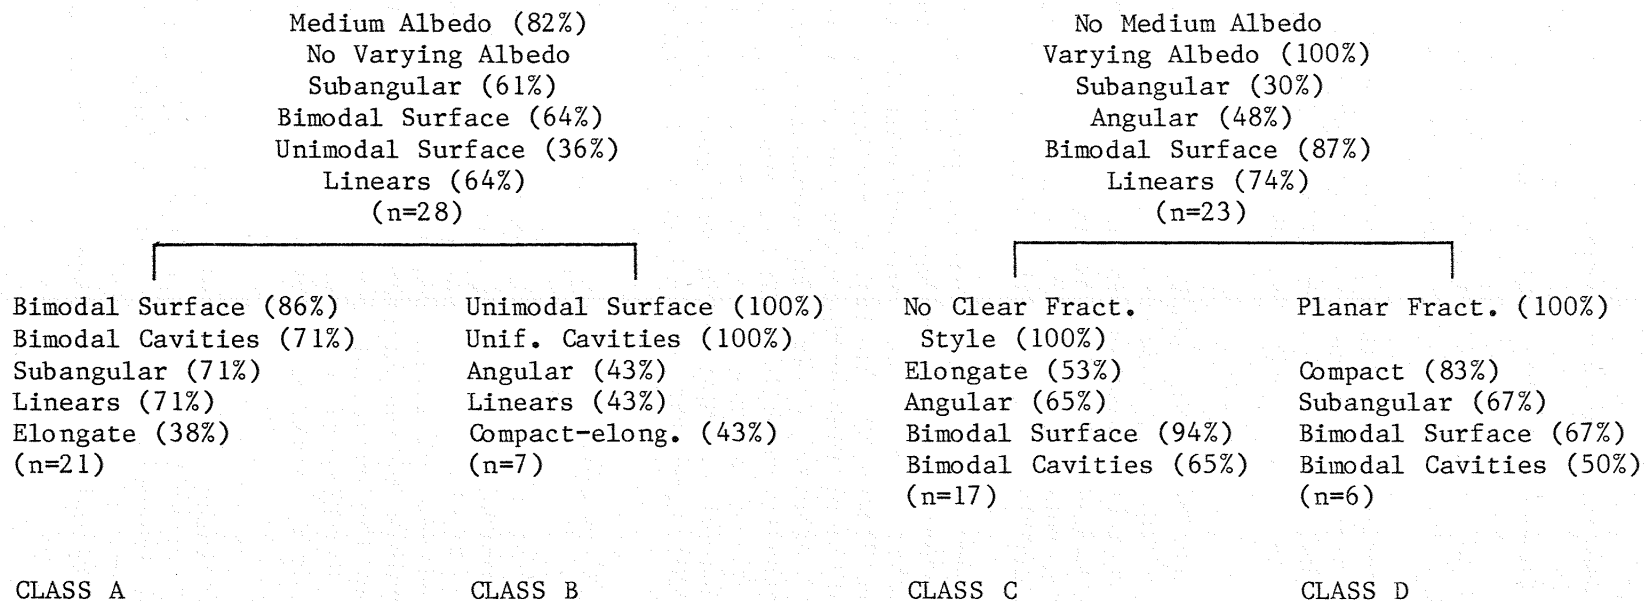 Medium Albedo (82%)
No Varying Albedo
Subangular (61%)
Bimodal Surface (64%)
Unimodal Surface (36%)
Linears (64%)
(n=28)
No Medium Albedo
Varying Albedo (100%)
Subangular (30%)
Angular (48%)
Bimodal Surface (87%)
Linears (74%)
(n=23)
Bimodal Surface (86%)
Bimodal Cavities (71%)
Subangular (71%)
Linears (71%)
Elongate (38%)
(n=21)
CLASS A
Unimodal Surface (100%)
Unif. Cavities (100%)
Angular (43%)
Linears (43%)
Compact-elong. (43%)
(n=7)
CLASS B
No Clear Fract.
Style (100%)
Elongate (53%)
Angular (65%)
Bimodal Surface (94%)
Bimodal Cavities (65%)
(n=17)
CLASS C
Planar Fract. (100%)
Compact (83%)
Subangular (67%)
Bimodal Surface (67%)
Bimodal Cavities (50%)
(n=6)
CLASS D